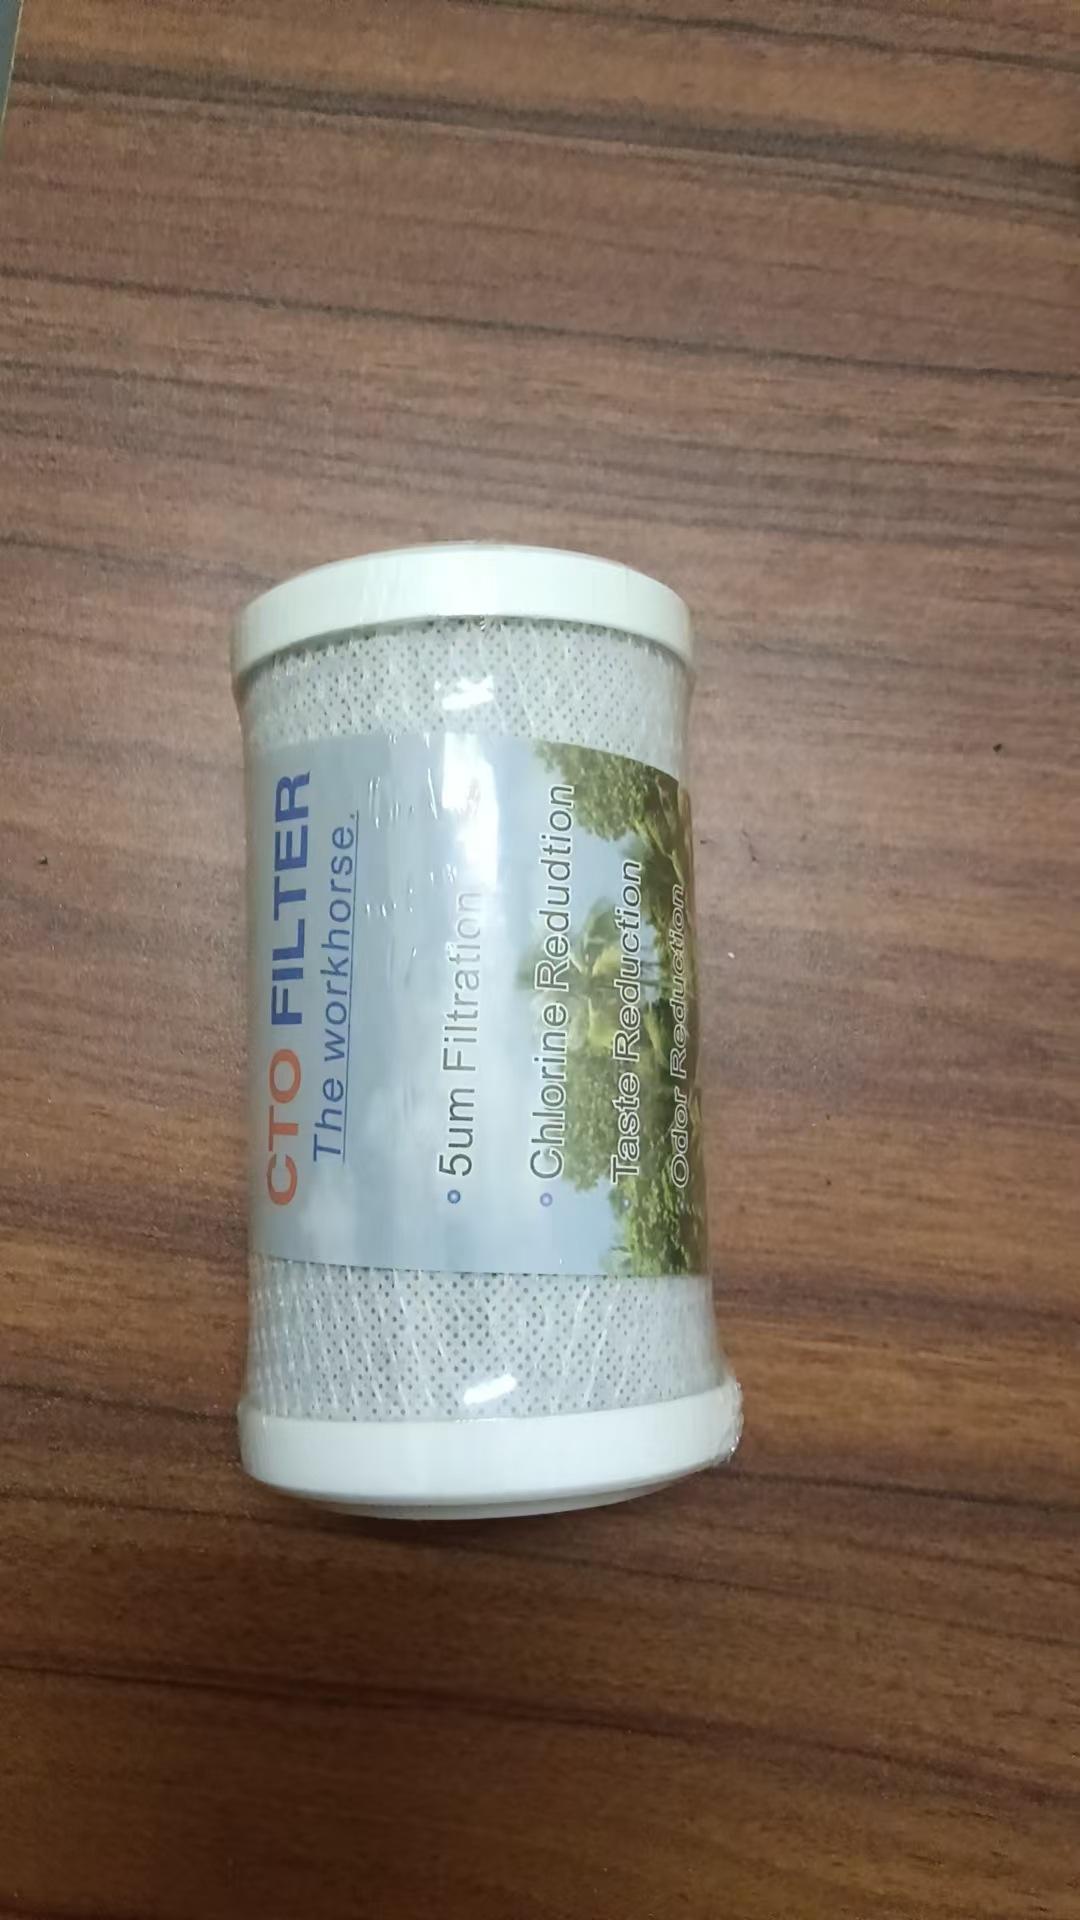 CTO FILTER
The workhorse.
5um Filtration
Chlorine Redudtion
Taste Reduction
Odor Reduction